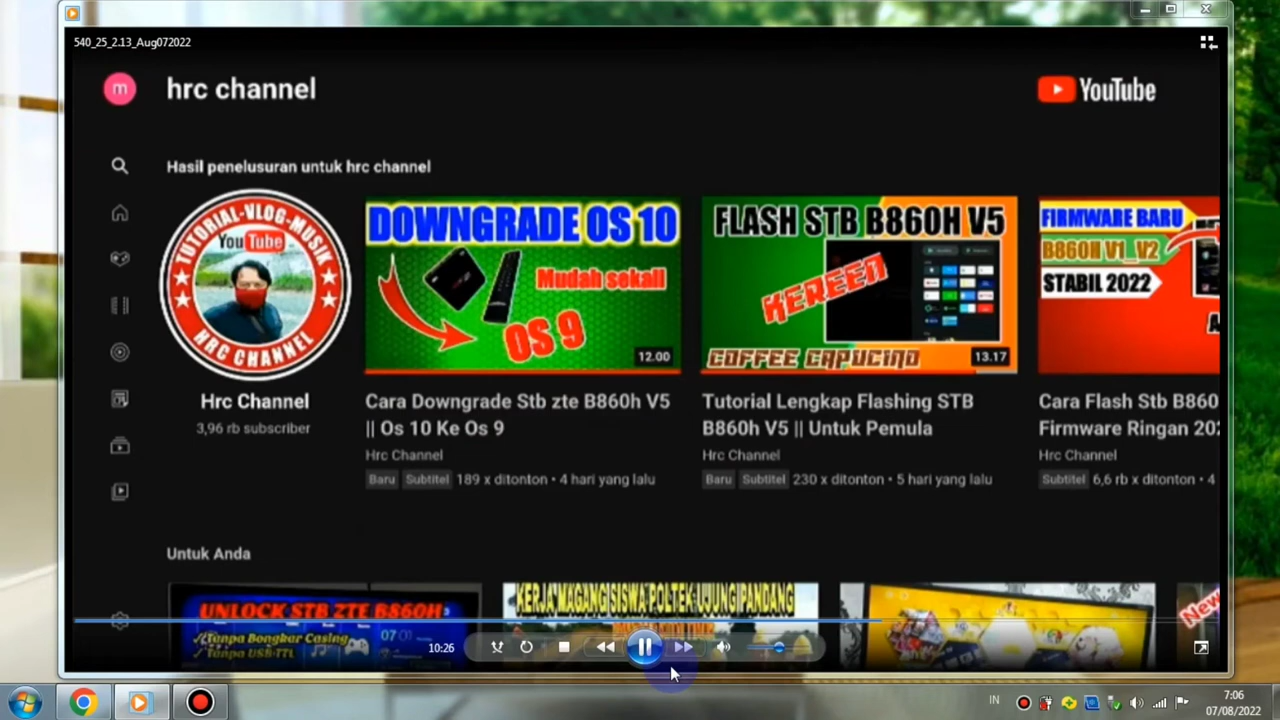 540_25_2.13_Aug072022
m
hrc channel
YouTube
Hasil penelusuran untuk hrc channel
TUTORIAL-VLOG-MUSIK
YouTube
HRC CHANNEL
DOWNGRADE OS 10
Mudah sekali
OS 9
12.00
FLASH STB B860H V5
KEREEN
COFFEE CAPUCINO
13.17
FIRMWARE BARU
B860H V1_V2
STABIL 2022
Hrc Channel
3,96 rb subscriber
Cara Downgrade Stb zte B860h V5
|| Os 10 Ke Os 9
Hrc Channel
Baru Subtitel 189 x ditonton • 4 hari yang lalu
Tutorial Lengkap Flashing STB
B860h V5 || Untuk Pemula
Hrc Channel
Baru Subtitel 230 x ditonton • 5 hari yang lalu
Cara Flash Stb B860
Firmware Ringan 202
Hrc Channel
Subtitel 6,6 rb x ditonton • 4
Untuk Anda
UNLOCK STB ZTE B860H
Tanpa Bongkar Casing
Tanpa USB-TTL
KERJA MAGANG SISWA POLTEK UJUNG PANDANG
New
10:26
IN
7:06
07/08/2022